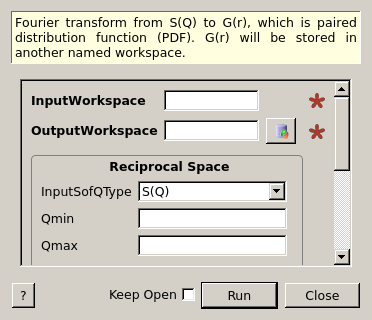 Fourier transform from S(Q) to G(r), which is paired
distribution function (PDF). G(r) will be stored in
another named workspace.
InputWorkspace
OutputWorkspace
Reciprocal Space
InputSofQType S(Q)
Qmin
Qmax
? Keep Open Run Close